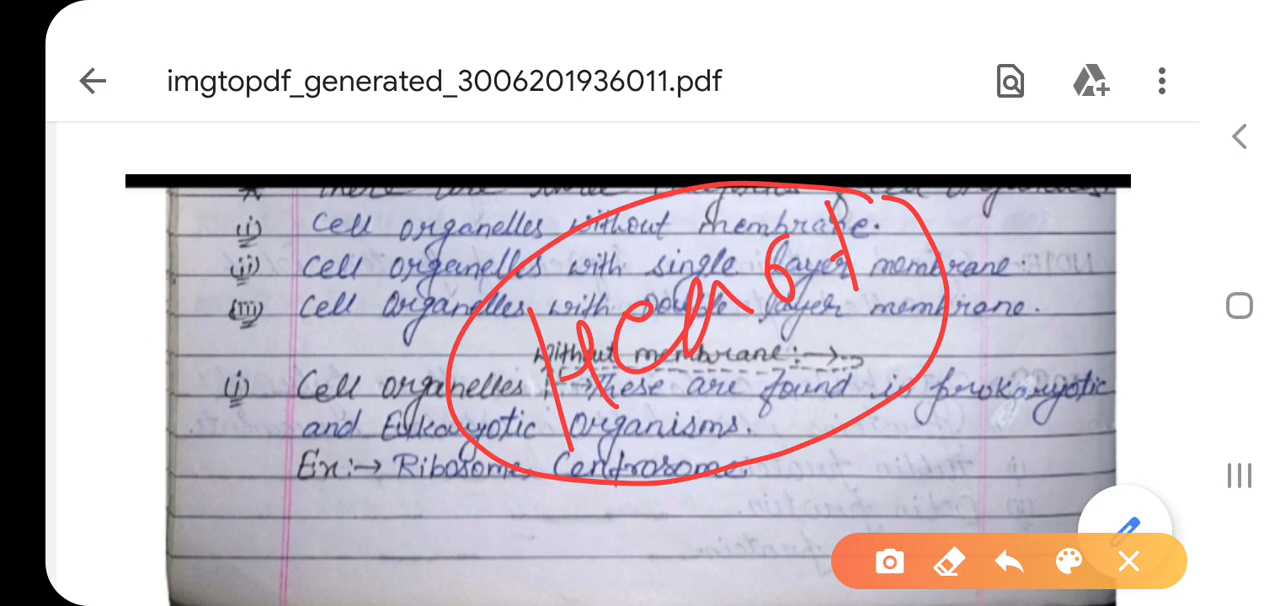 imgtopdf_generated_3006201936011.pdf
(i) Cell organelles without membrane.
(ii) Cell organelles with single layer membrane.
(iii) Cell organelles with Double layer membrane.
without membrane:→
(i) Cell organelles → These are found in prokaryotic
and Eukaryotic Organisms.
Ex:→ Ribosome, Centrosome.